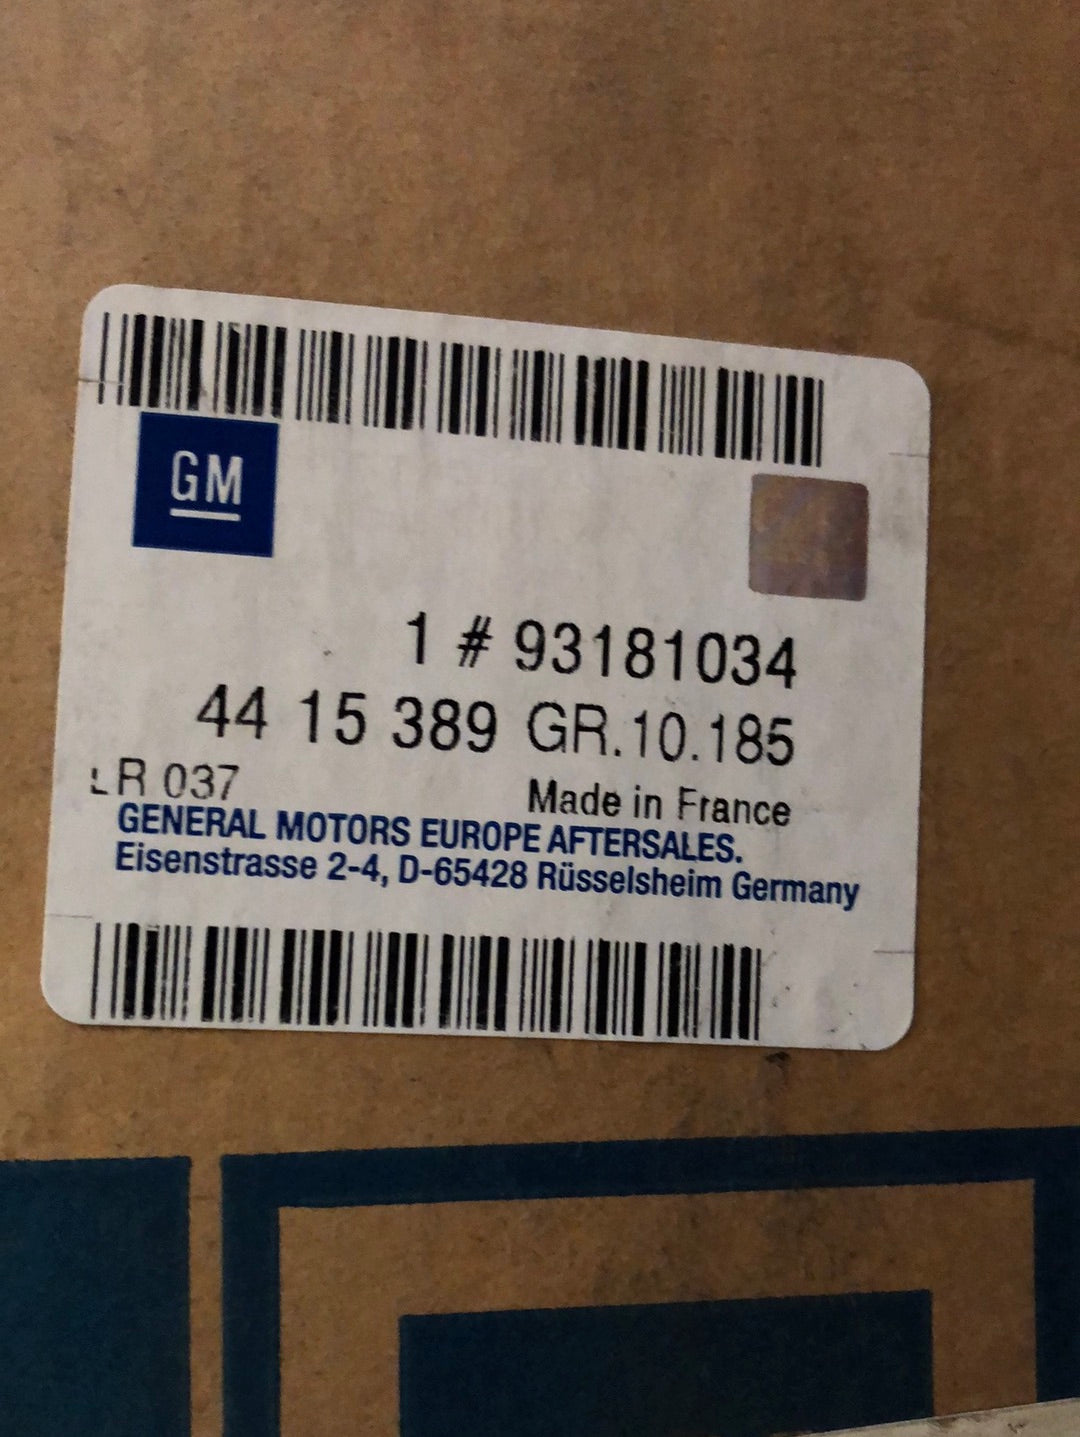 GM
1 # 93181034
44 15 389 GR.10.185
LR 037
Made in France
GENERAL MOTORS EUROPE AFTERSALES.
Eisenstrasse 2-4, D-65428 Rüsselsheim Germany